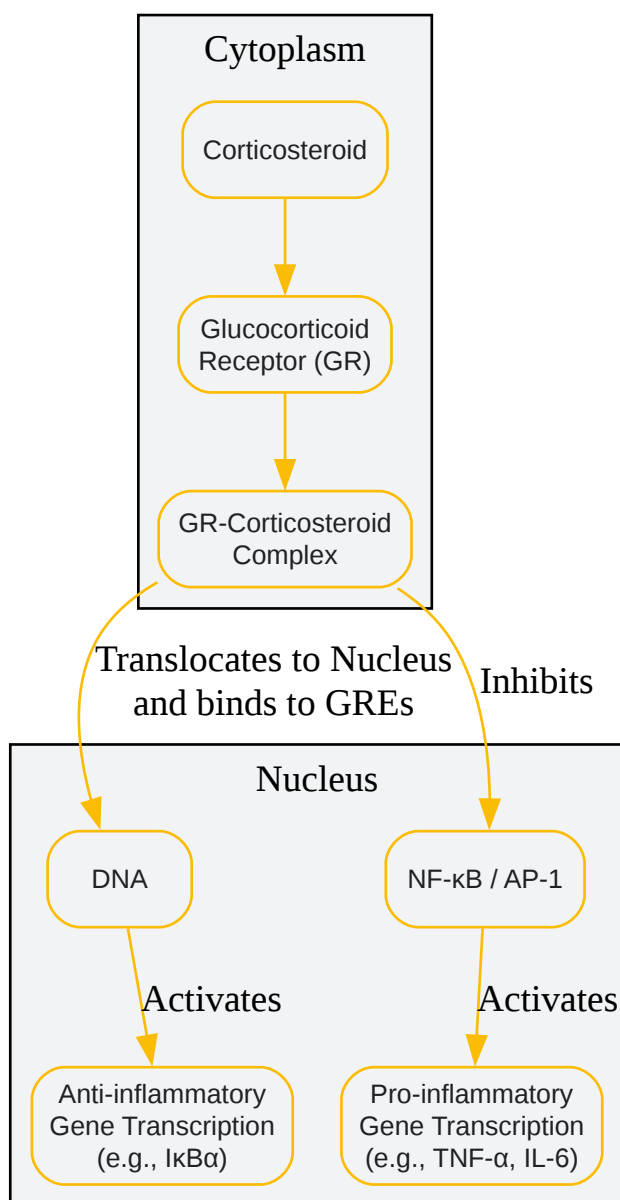 Cytoplasm
Corticosteroid
Glucocorticoid
Receptor (GR)
GR-Corticosteroid
Complex
Translocates to Nucleus
and binds to GREs
Inhibits
Nucleus
DNA
NF-κB / AP-1
Activates
Activates
Anti-inflammatory
Gene Transcription
(e.g., IκBα)
Pro-inflammatory
Gene Transcription
(e.g., TNF-α, IL-6)